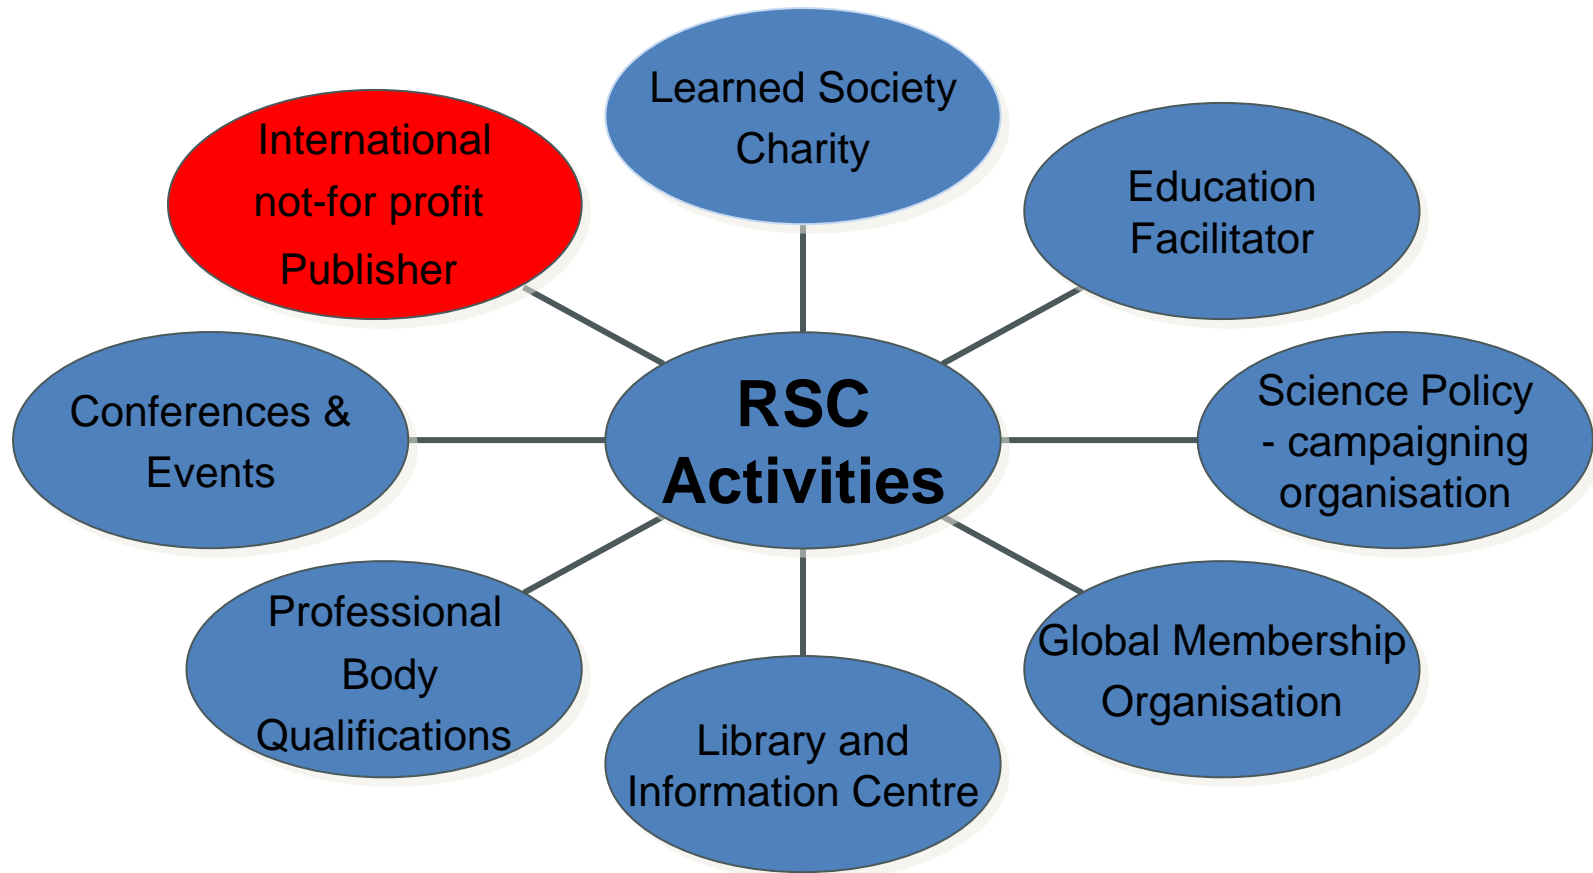 Learned Society
Charity
International
not-for profit
Publisher
Education
Facilitator
Conferences &
Events
RSC
Activities
Science Policy
- campaigning
organisation
Professional
Body
Qualifications
Library and
Information Centre
Global Membership
Organisation